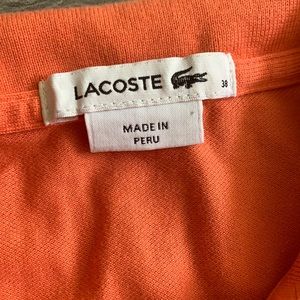 LACOSTE
38
MADE IN
PERU